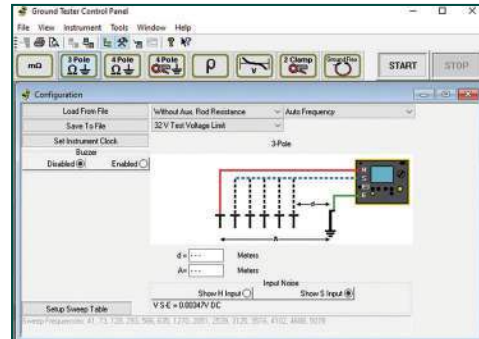 Ground Tester Control Panel
File View Instrument Tools Window Help
mΩ 3 Pole Ω 4 Pole Ω 4 Pole ρ V 2 Clamp START STOP
Configuration
Load From File Without Aux. Rod Resistance Auto Frequency
Save To File 32 V Test Voltage Limit
Set Instrument Clock
Buzzer 3-Pole
Disabled Enabled
H
S
E
d
A
d = --- Meters
A= --- Meters
Input Noise
Show H Input Show S Input
Setup Sweep Table V S-E = 0.00347V DC